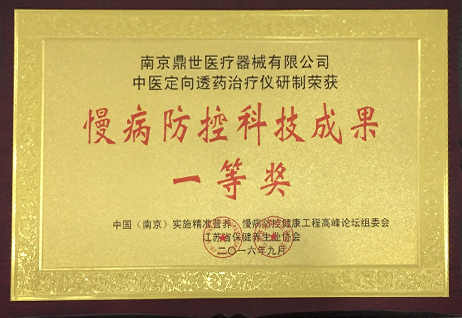 南京鼎世医疗器械有限公司
中医定向透药治疗仪研制荣获
慢病防控科技成果
一等奖
中国（南京）实施精准营养、慢病防控健康工程高峰论坛组委会
江苏省保健养生业协会
二〇一六年九月